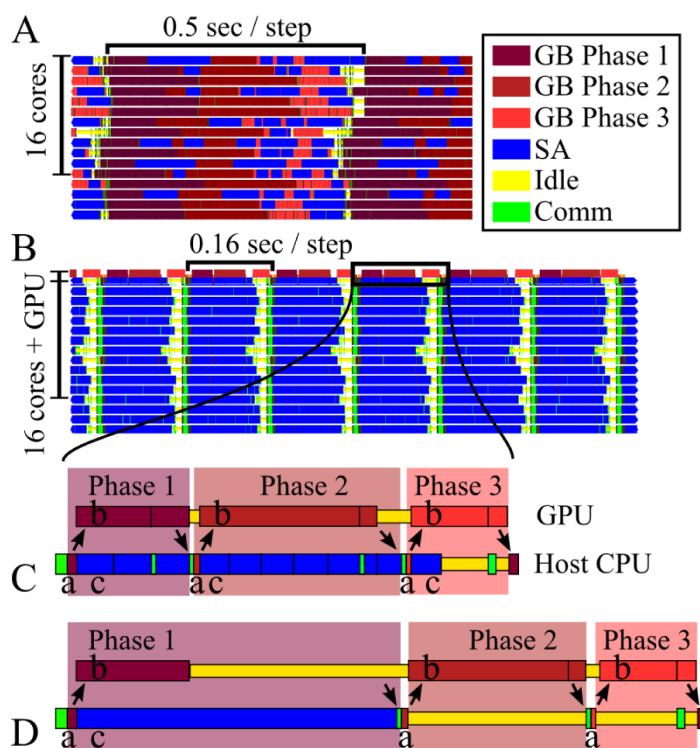 A
0.5 sec / step
16 cores
GB Phase 1
GB Phase 2
GB Phase 3
SA
Idle
Comm
B
0.16 sec / step
16 cores + GPU
Phase 1
Phase 2
Phase 3
b
b
b
GPU
C
Host CPU
a c
a c
a
Phase 1
Phase 2
Phase 3
b
b
b
D
a c
a
a